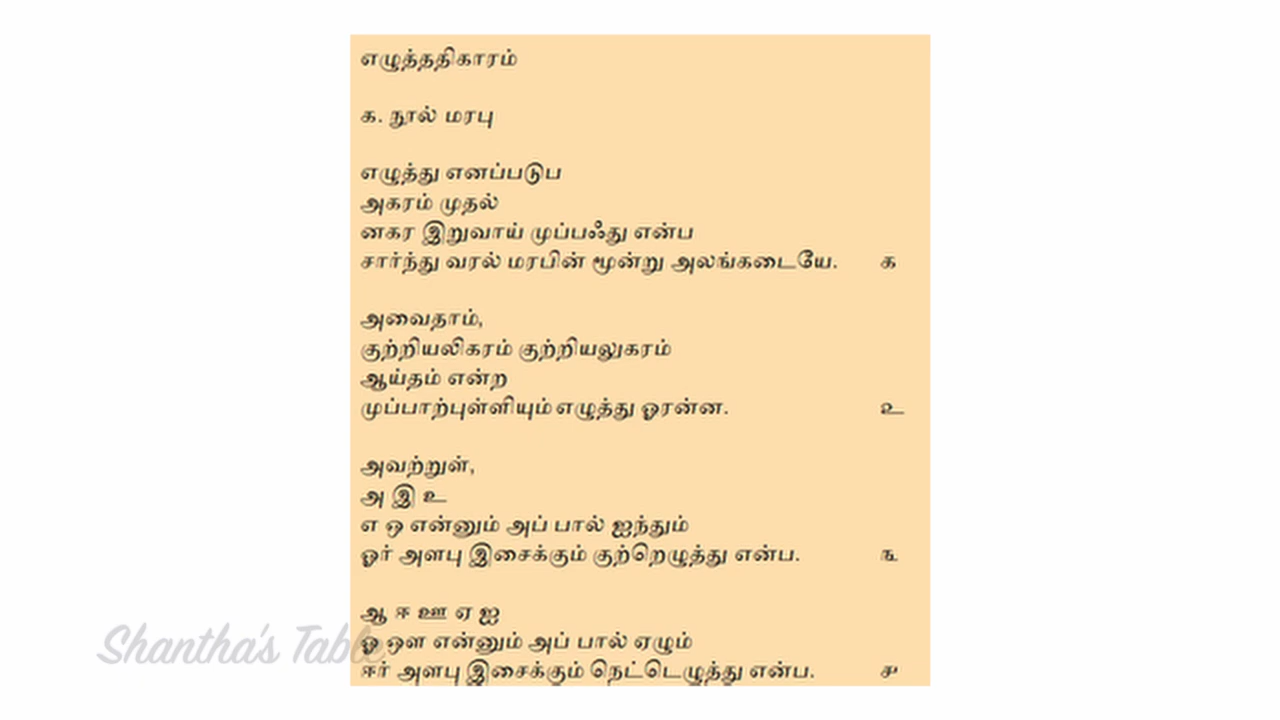 எழுத்ததிகாரம்
க. நூல் மரபு
எழுத்து எனப்படுப
அகரம் முதல்
னகர இறுவாய் முப்பஃது என்ப
சார்ந்து வரல் மரபின் மூன்று அலங்கடையே. க
அவைதாம்,
குற்றியலிகரம் குற்றியலுகரம்
ஆய்தம் என்ற
முப்பாற்புள்ளியும் எழுத்து ஓரன்ன. உ
அவற்றுள்,
அ இ உ
எ ஒ என்னும் அப் பால் ஐந்தும்
ஓர் அளபு இசைக்கும் குற்றெழுத்து என்ப. ௩
ஆ ஈ ஊ ஏ ஐ
ஓ ஔ என்னும் அப் பால் ஏழும்
ஈர் அளபு இசைக்கும் நெட்டெழுத்து என்ப. ௪
Shantha's Table